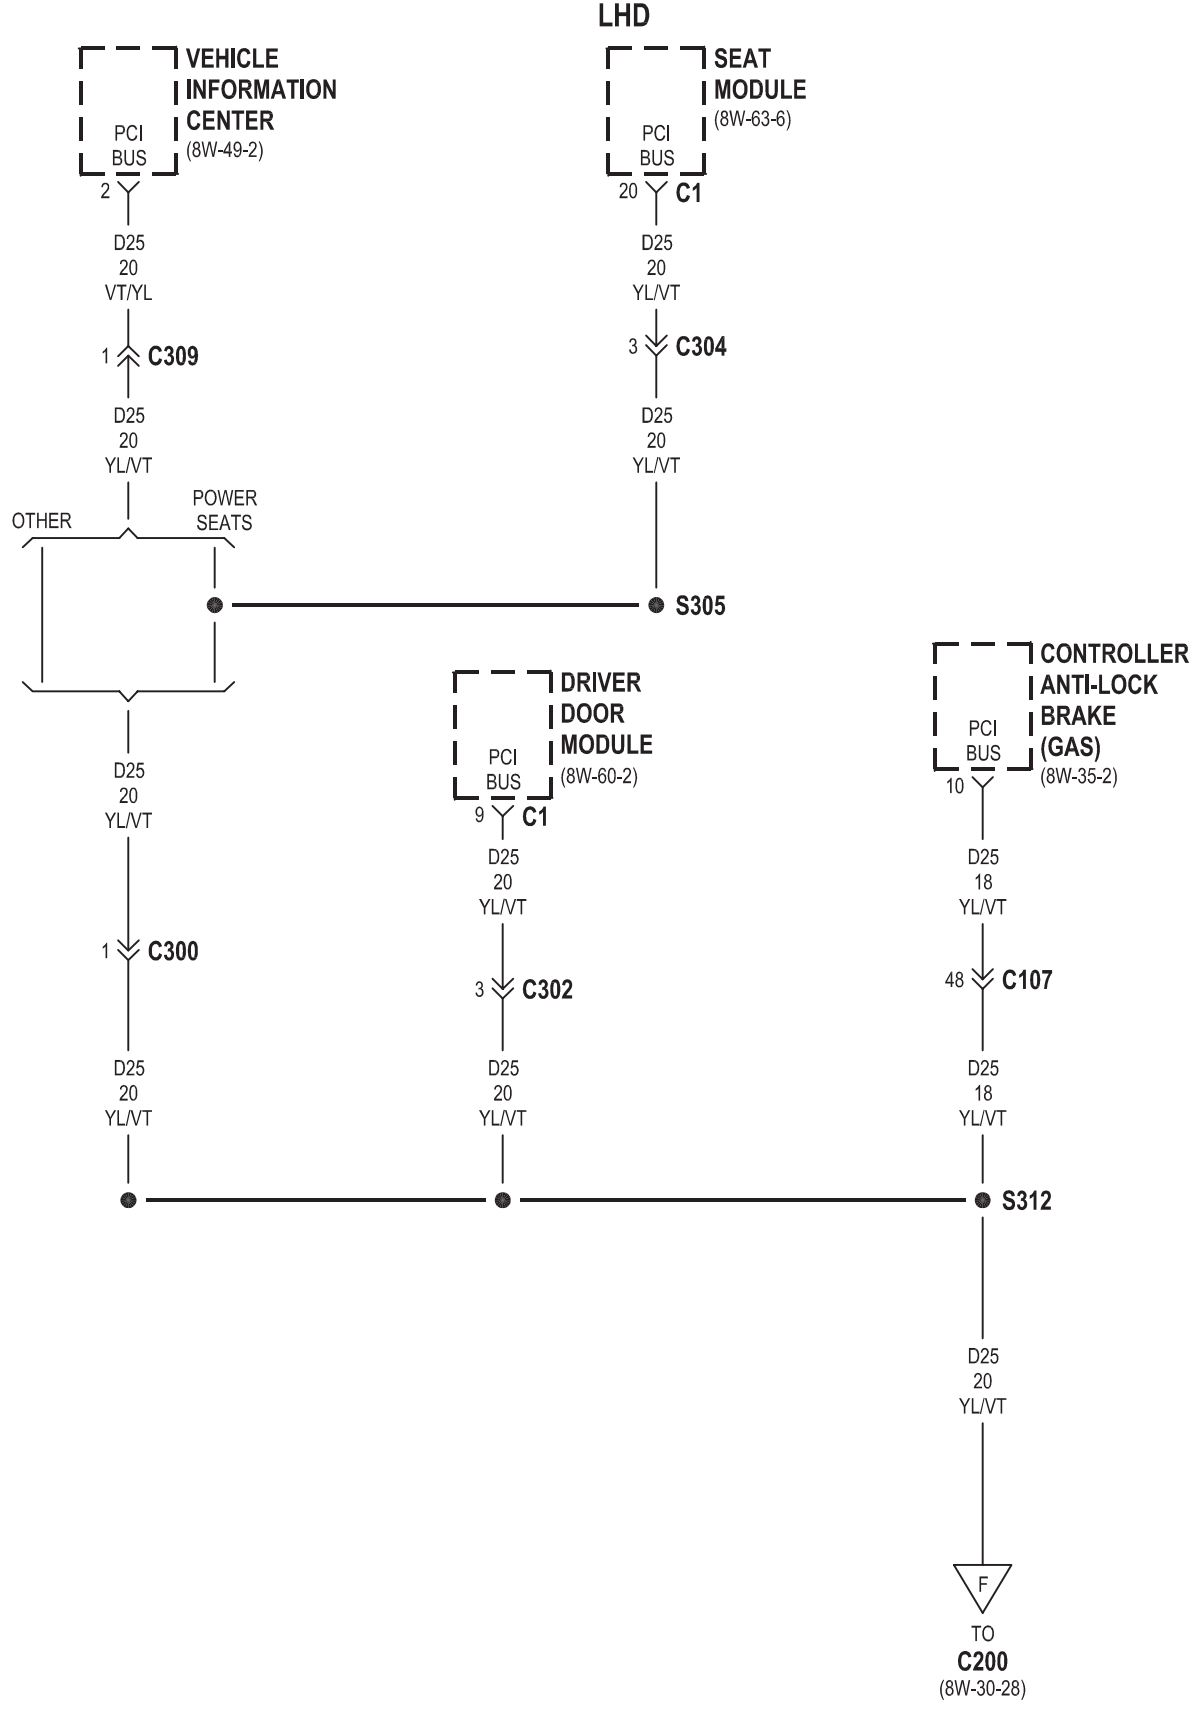 LHD
VEHICLE
INFORMATION
CENTER
(8W-49-2)
PCI
BUS
2
D25
20
VT/YL
1
C309
D25
20
YL/VT
OTHER
POWER
SEATS
SEAT
MODULE
(8W-63-6)
PCI
BUS
20
C1
D25
20
YL/VT
3
C304
D25
20
YL/VT
S305
D25
20
YL/VT
1
C300
D25
20
YL/VT
DRIVER
DOOR
MODULE
(8W-60-2)
PCI
BUS
9
C1
D25
20
YL/VT
3
C302
D25
20
YL/VT
CONTROLLER
ANTI-LOCK
BRAKE
(GAS)
(8W-35-2)
PCI
BUS
10
D25
18
YL/VT
48
C107
D25
18
YL/VT
S312
D25
20
YL/VT
F
TO
C200
(8W-30-28)